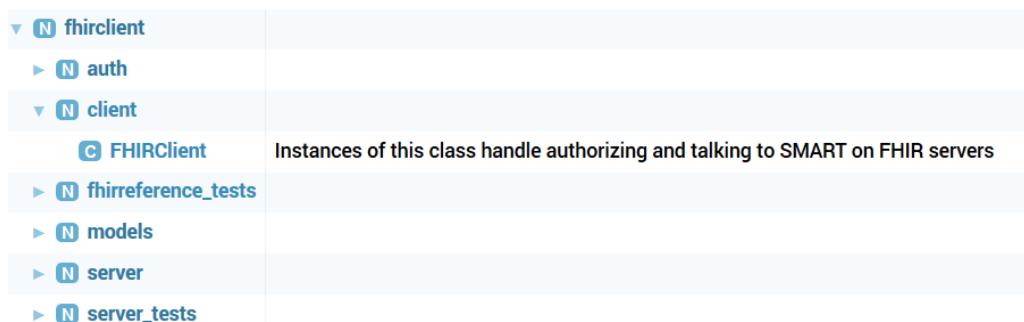 ▼ N fhirclient
► N auth
▼ N client
C FHIRClient Instances of this class handle authorizing and talking to SMART on FHIR servers
► N fhirreference_tests
► N models
► N server
► N server_tests